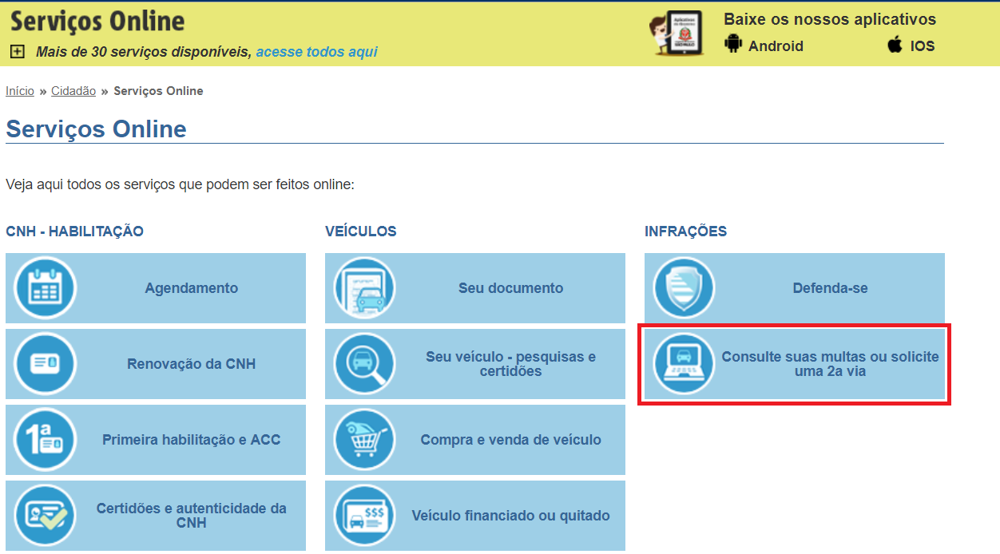 Serviços Online
Mais de 30 serviços disponíveis, acesse todos aqui
Baixe os nossos aplicativos
Android
IOS
Início » Cidadão » Serviços Online
Serviços Online
Veja aqui todos os serviços que podem ser feitos online:
CNH - HABILITAÇÃO
Agendamento
Renovação da CNH
1a
Primeira habilitação e ACC
Certidões e autenticidade da
CNH
VEÍCULOS
Seu documento
Seu veículo - pesquisas e
certidões
Compra e venda de veículo
$$$
Veículo financiado ou quitado
INFRAÇÕES
Defenda-se
Consulte suas multas ou solicite
uma 2a via